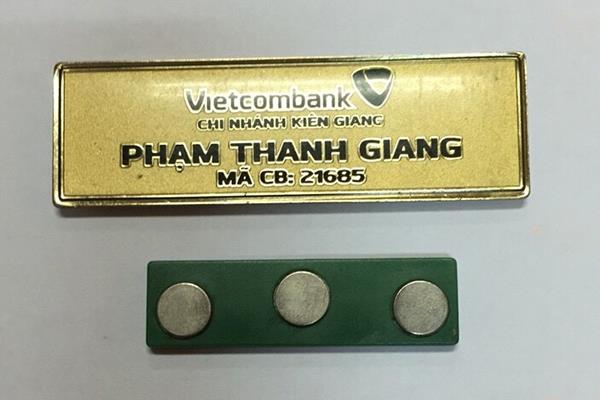 Vietcombank
CHI NHÁNH KIÊN GIANG
PHẠM THANH GIANG
MÃ CB: 21685